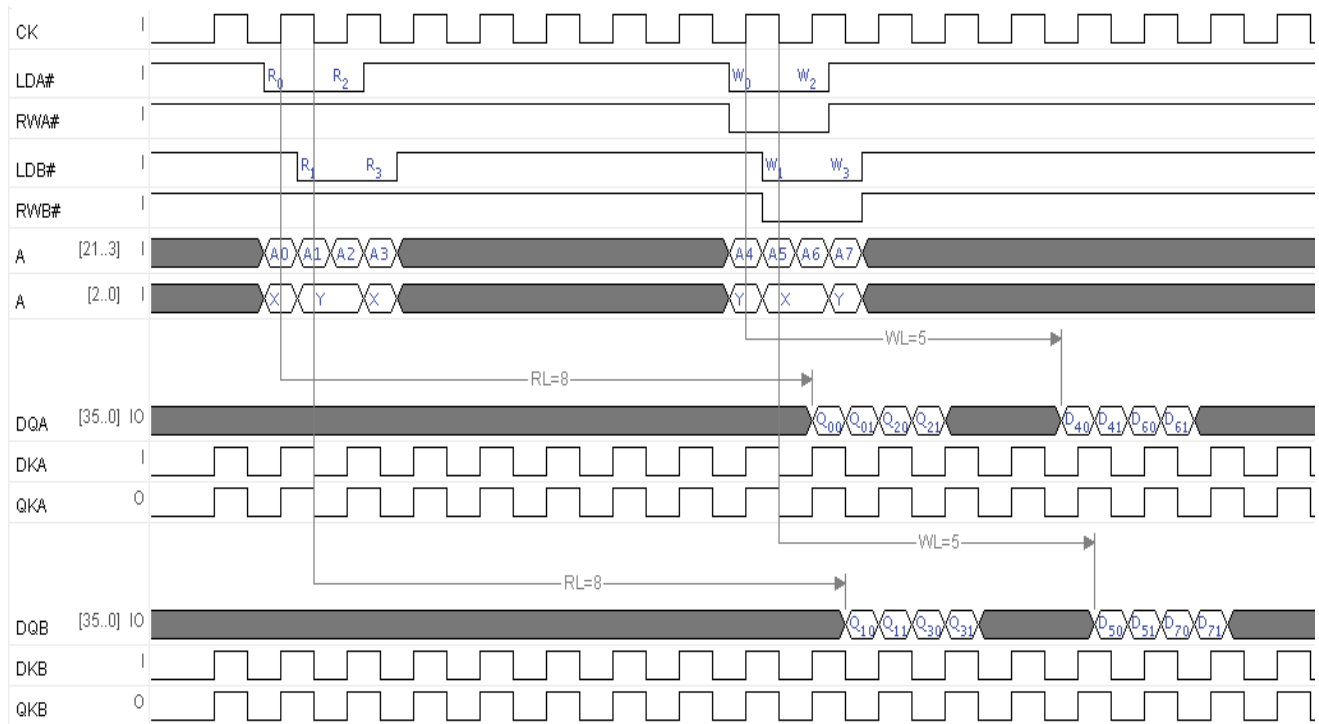 CK I
LDA# I R0 R2 W0 W2
RWA# I
LDB# I R1 R3 W1 W3
RWB# I
A [21..3] I A0 A1 A2 A3 A4 A5 A6 A7
A [2..0] I X Y X Y X Y
WL=5
RL=8
DQA [35..0] IO Q00 Q01 Q20 Q21 D40 D41 D60 D61
DKA I
QKA O
WL=5
RL=8
DQB [35..0] IO Q10 Q11 Q30 Q31 D50 D51 D70 D71
DKB I
QKB O